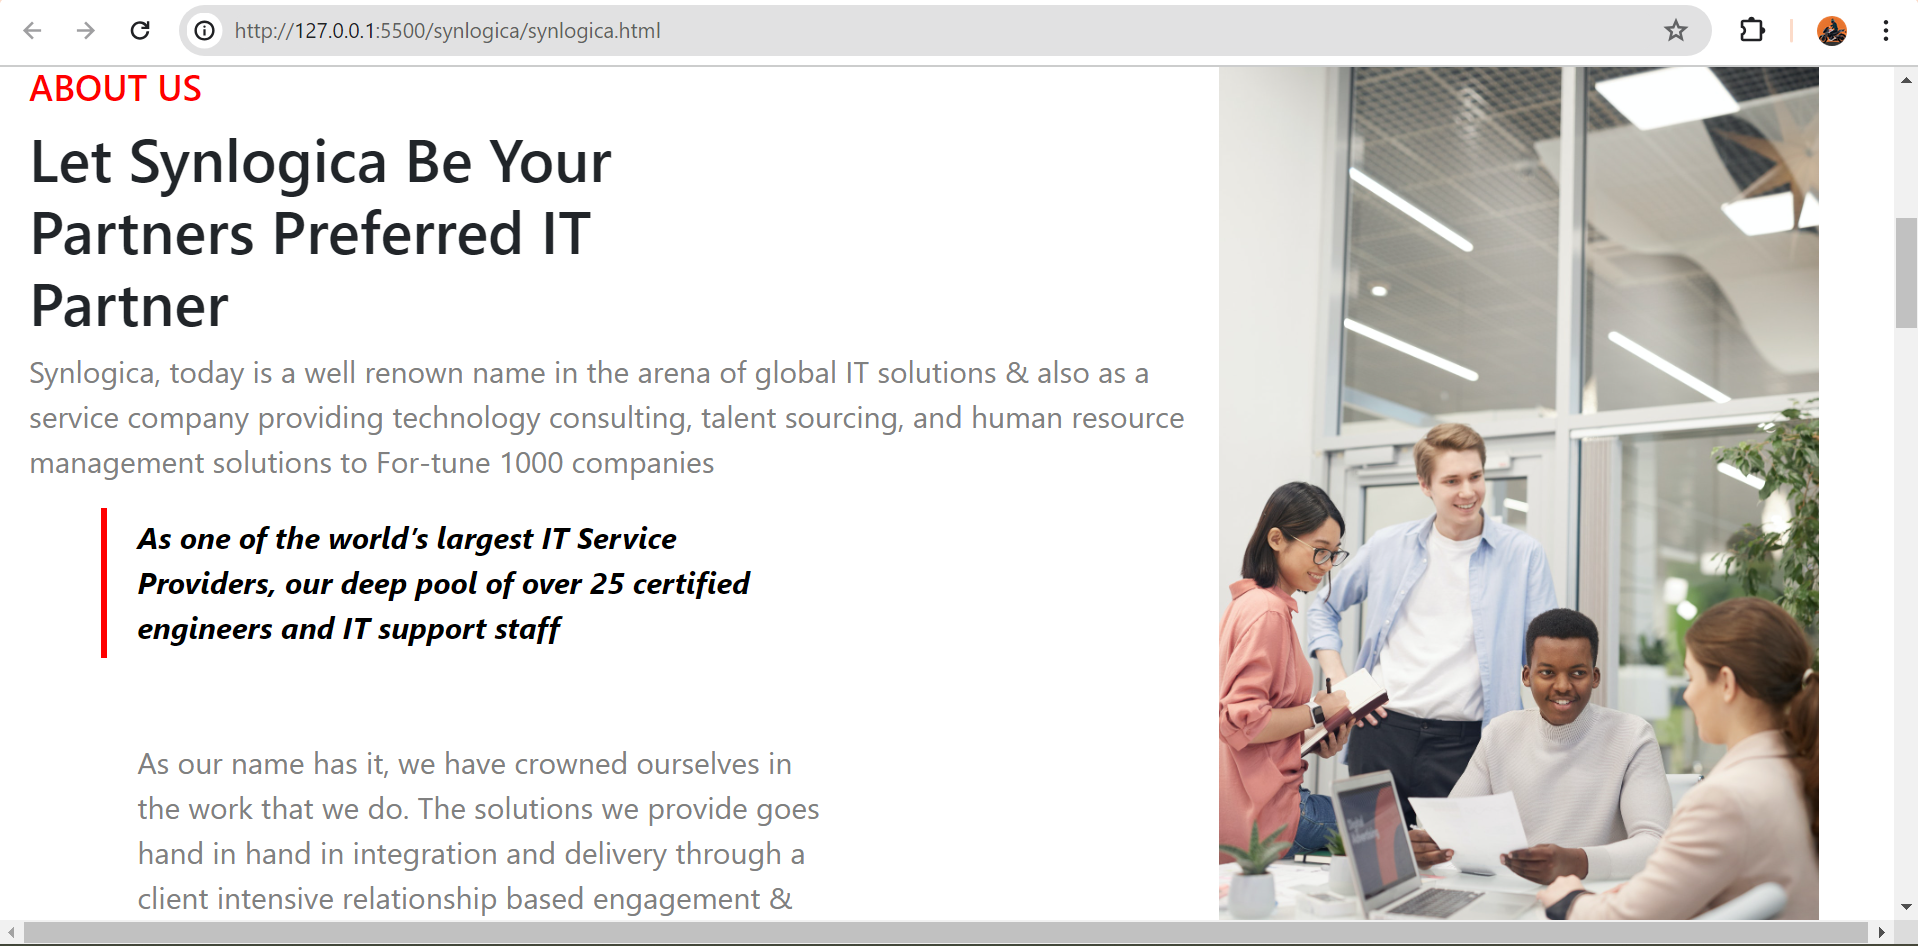 http://127.0.0.1:5500/synlogica/synlogica.html
ABOUT US
Let Synlogica Be Your
Partners Preferred IT
Partner
Synlogica, today is a well renown name in the arena of global IT solutions & also as a
service company providing technology consulting, talent sourcing, and human resource
management solutions to For-tune 1000 companies
As one of the world’s largest IT Service
Providers, our deep pool of over 25 certified
engineers and IT support staff
As our name has it, we have crowned ourselves in
the work that we do. The solutions we provide goes
hand in hand in integration and delivery through a
client intensive relationship based engagement &